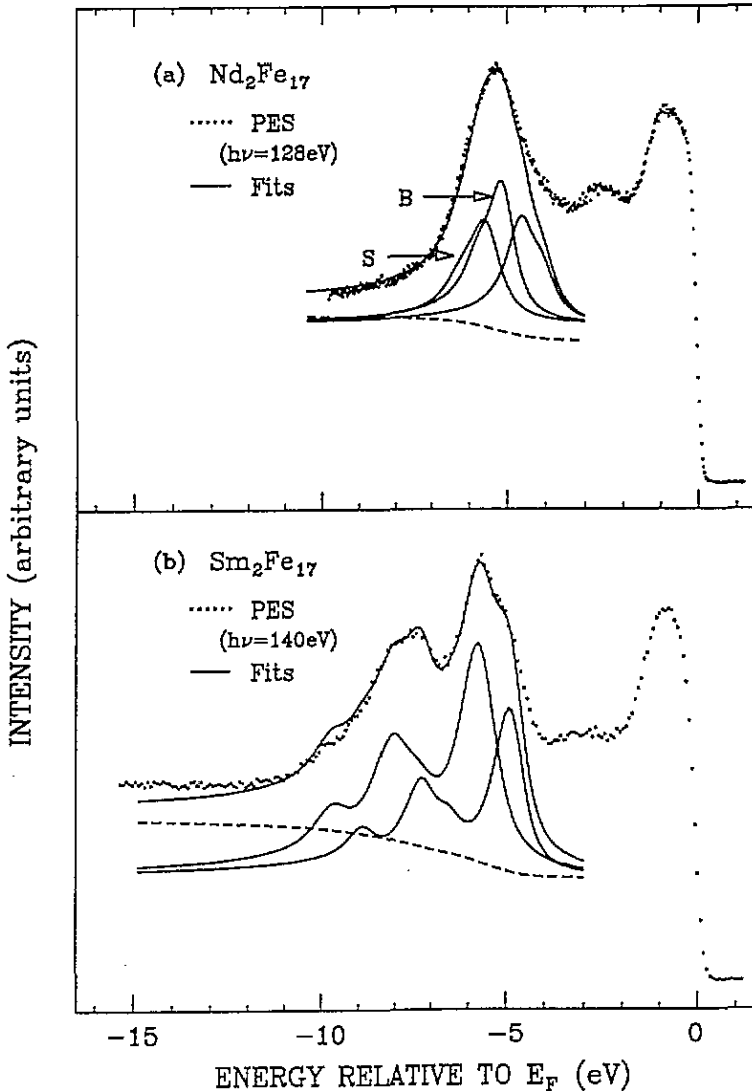 (a) Nd₂Fe₁₇
PES
(hν=128eV)
Fits
B
S
(b) Sm₂Fe₁₇
PES
(hν=140eV)
Fits
INTENSITY (arbitrary units)
−15
−10
−5
0
ENERGY RELATIVE TO E_F (eV)